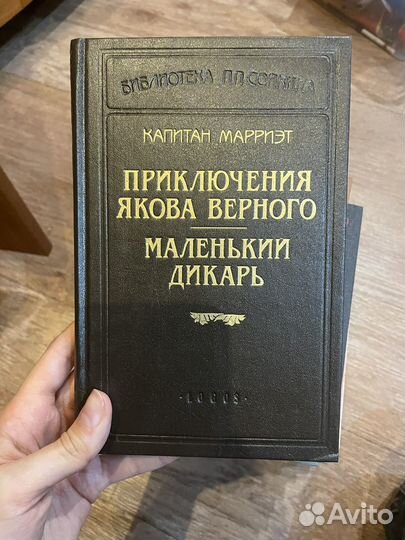 БИБЛИОТЕКА П.П.СОЙКИНА
КАПИТАН МАРРИЭТ
ПРИКЛЮЧЕНИЯ
ЯКОВА ВЕРНОГО
МАЛЕНЬКИЙ
ДИКАРЬ
·LOGOS·
Avito